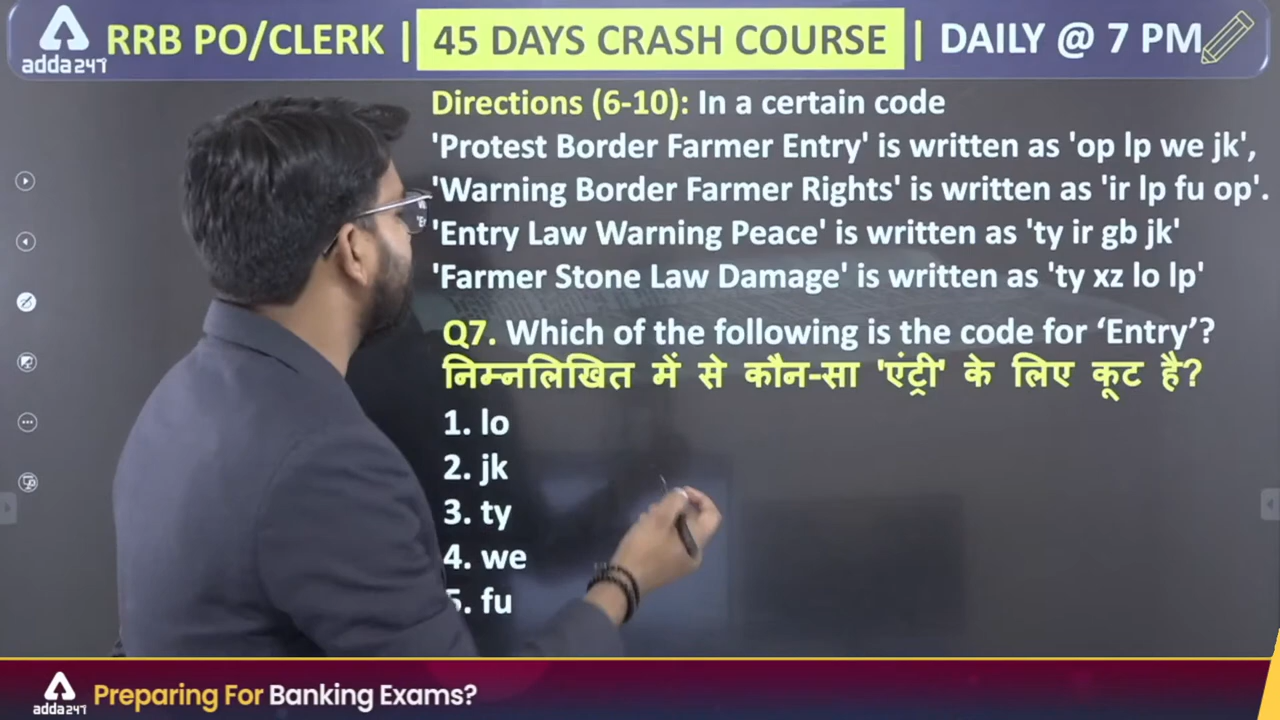 adda247
RRB PO/CLERK | 45 DAYS CRASH COURSE | DAILY @ 7 PM
Directions (6-10): In a certain code
'Protest Border Farmer Entry' is written as 'op lp we jk',
'Warning Border Farmer Rights' is written as 'ir lp fu op'.
'Entry Law Warning Peace' is written as 'ty ir gb jk'
'Farmer Stone Law Damage' is written as 'ty xz lo lp'
Q7. Which of the following is the code for ‘Entry’?
निम्नलिखित में से कौन-सा 'एंट्री' के लिए कूट है?
1. lo
2. jk
3. ty
4. we
5. fu
adda247
Preparing For Banking Exams?